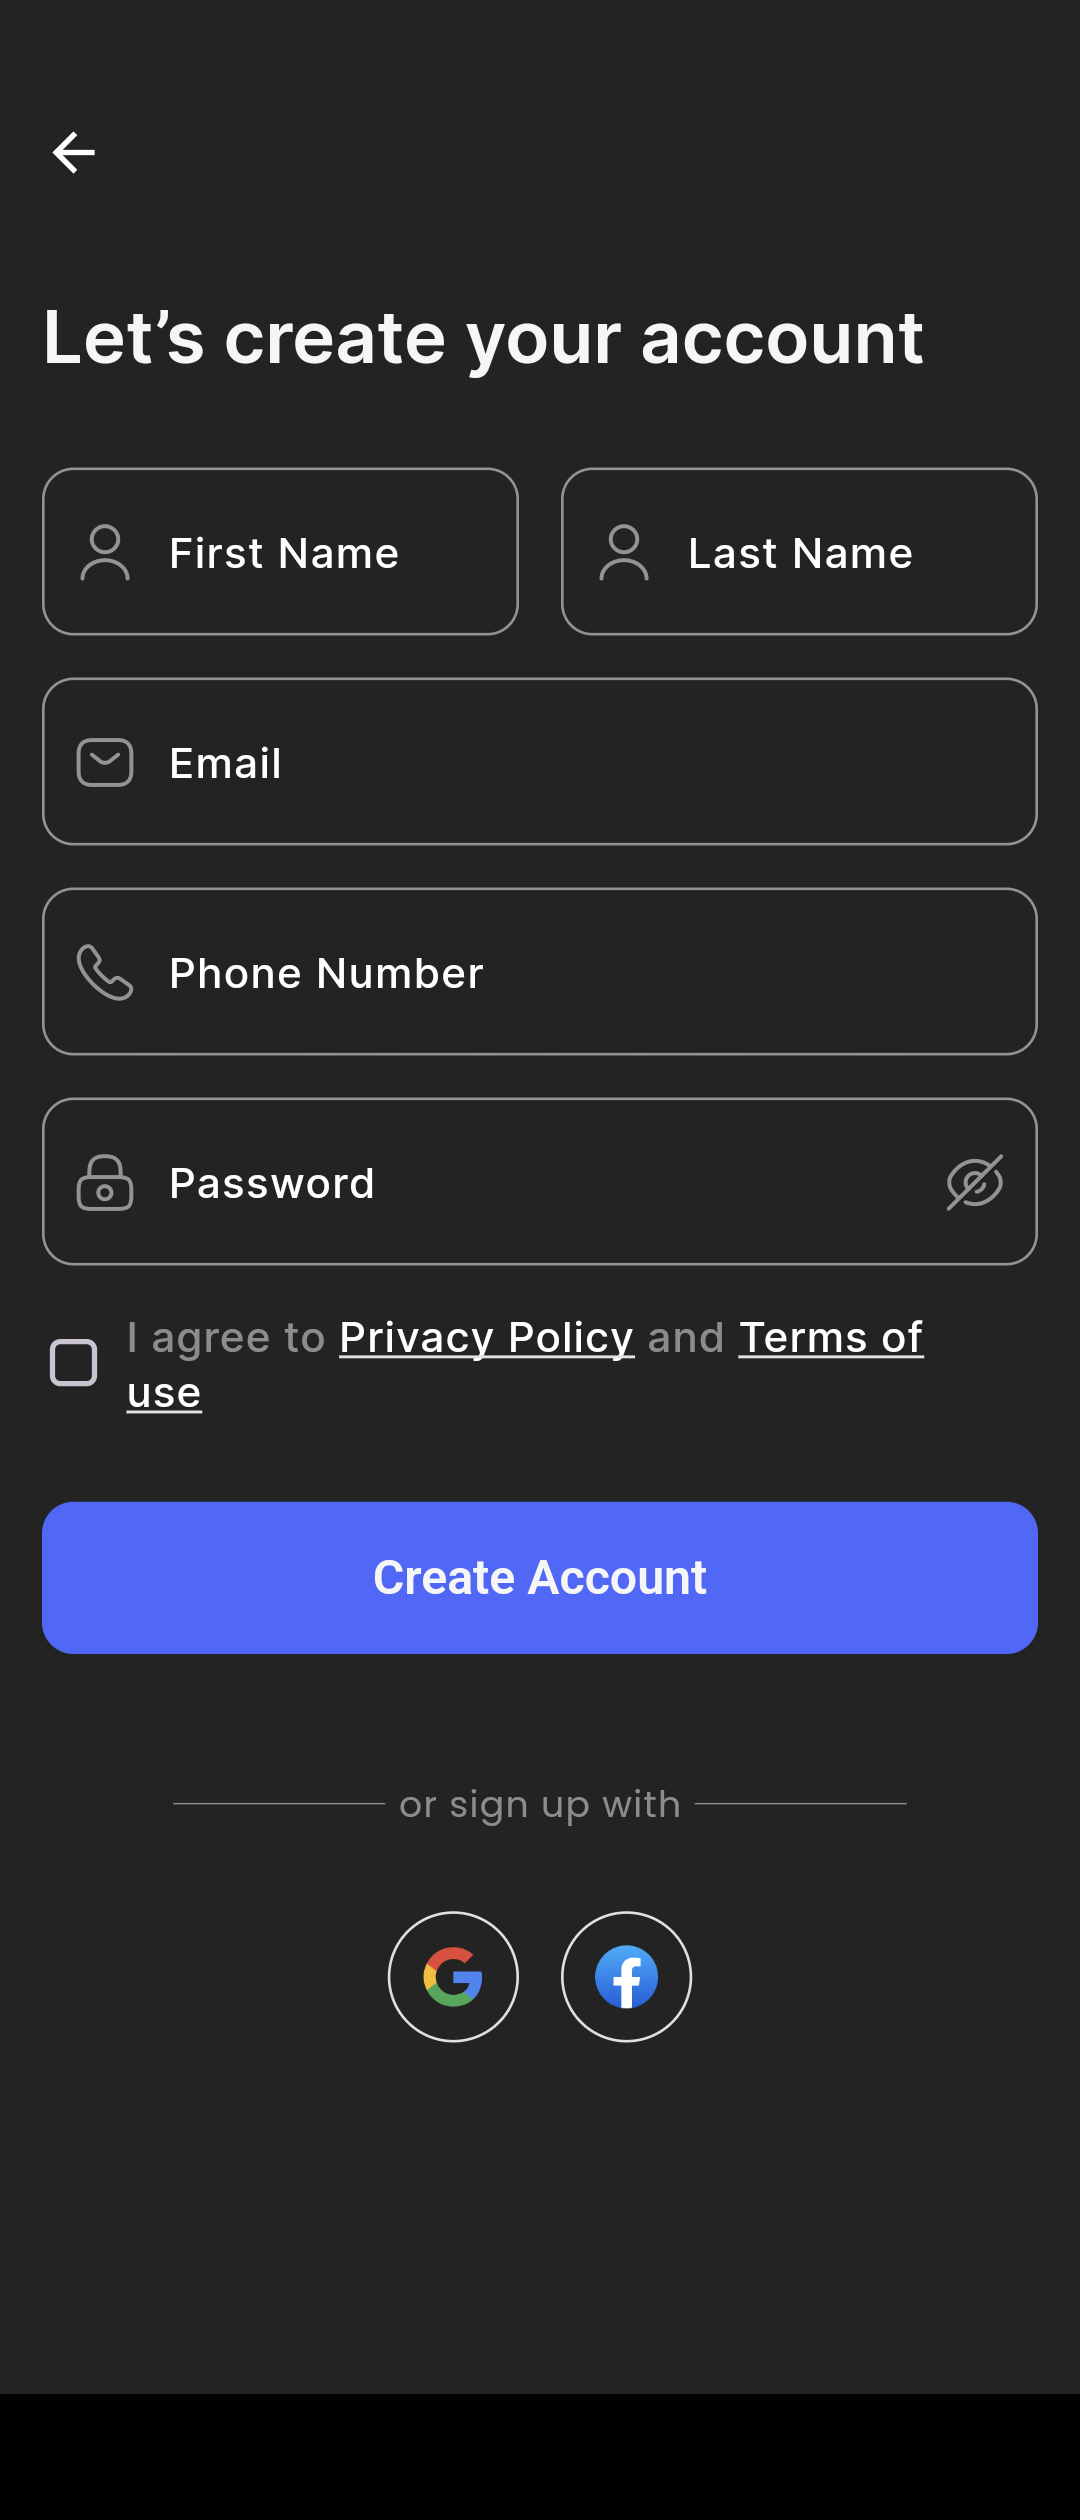 Let’s create your account
First Name
Last Name
Email
Phone Number
Password
I agree to Privacy Policy and Terms of
use
Create Account
or sign up with